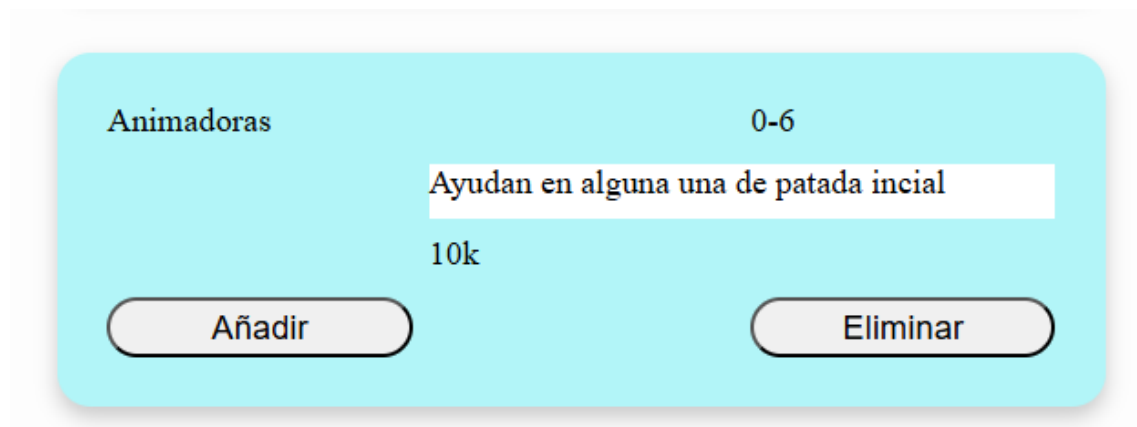 Animadoras 0-6
Ayudan en alguna una de patada incial
10k
Añadir Eliminar